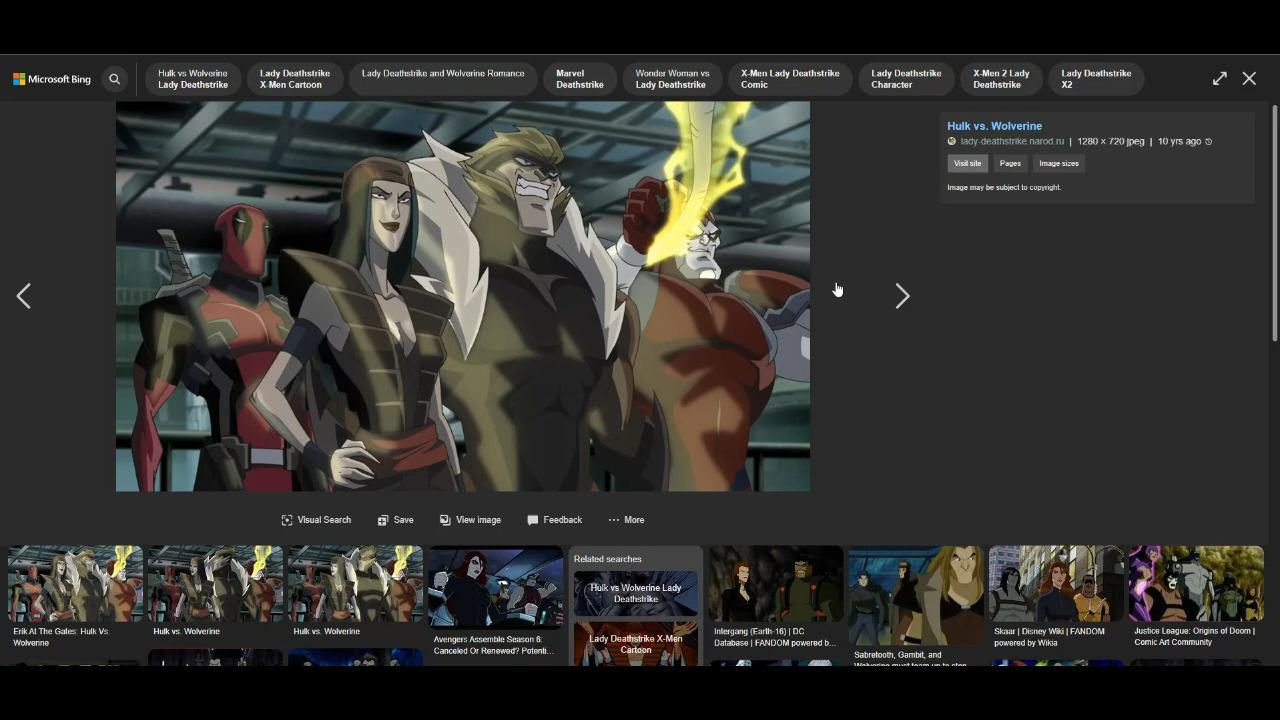 Microsoft Bing
Hulk vs Wolverine
Lady Deathstrike
Lady Deathstrike
X-Men Cartoon
Lady Deathstrike and Wolverine Romance
Marvel
Deathstrike
Wonder Woman vs
Lady Deathstrike
X-Men Lady Deathstrike
Comic
Lady Deathstrike
Character
X-Men 2 Lady
Deathstrike
Lady Deathstrike
X2
Hulk vs. Wolverine
lady-deathstrike.narod.ru | 1280 × 720 jpeg | 10 yrs ago
Visit site
Pages
Image sizes
Image may be subject to copyright.
Visual Search
Save
View Image
Feedback
··· More
Erik At The Gates: Hulk Vs.
Wolverine
Hulk vs. Wolverine
Hulk vs. Wolverine
Avengers Assemble Season 6:
Canceled Or Renewed? Potenti...
Related searches
Hulk vs Wolverine Lady
Deathstrike
Lady Deathstrike X-Men
Cartoon
Intergang (Earth-16) | DC
Database | FANDOM powered b...
Sabretooth, Gambit, and
Wolverine must team up to stop
Skaar | Disney Wiki | FANDOM
powered by Wikia
Justice League: Origins of Doom |
Comic Art Community